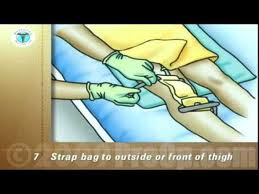 7 Strap bag to outside or front of thigh